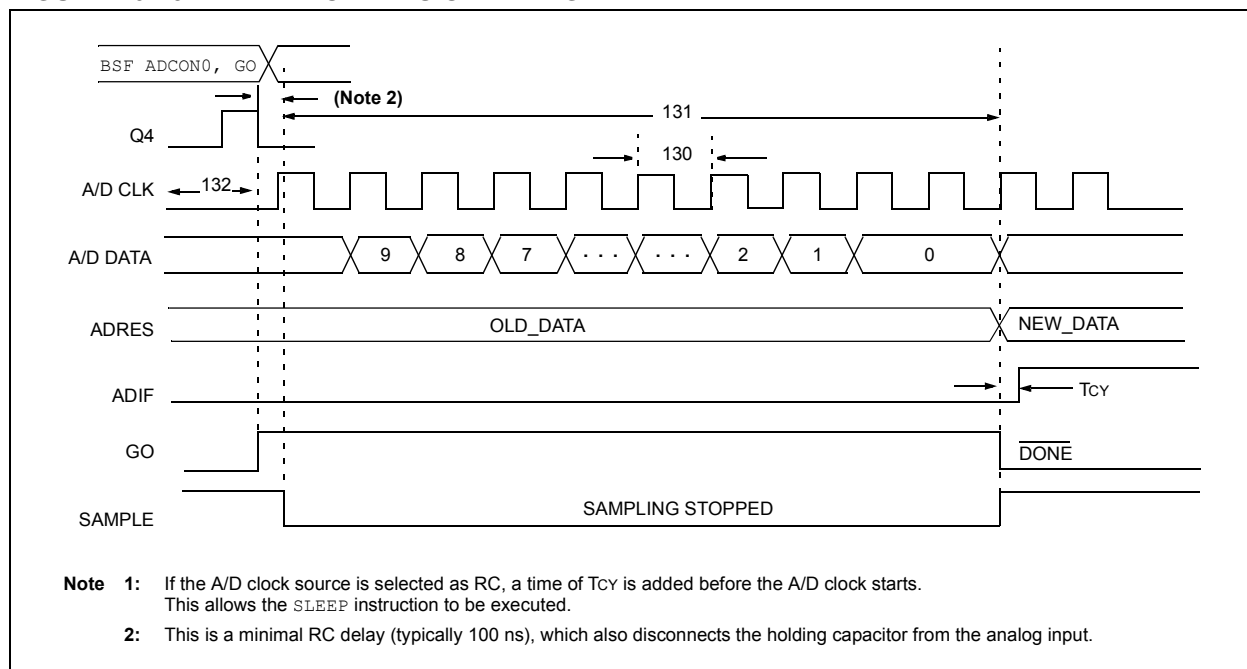 BSF ADCON0, GO
(Note 2)
131
Q4
130
A/D CLK
132
A/D DATA
9 8 7 . . . . . . 2 1 0
ADRES
OLD_DATA
NEW_DATA
ADIF
TCY
GO
DONE
SAMPLE
SAMPLING STOPPED
Note 1: If the A/D clock source is selected as RC, a time of TCY is added before the A/D clock starts.
This allows the SLEEP instruction to be executed.
2: This is a minimal RC delay (typically 100 ns), which also disconnects the holding capacitor from the analog input.